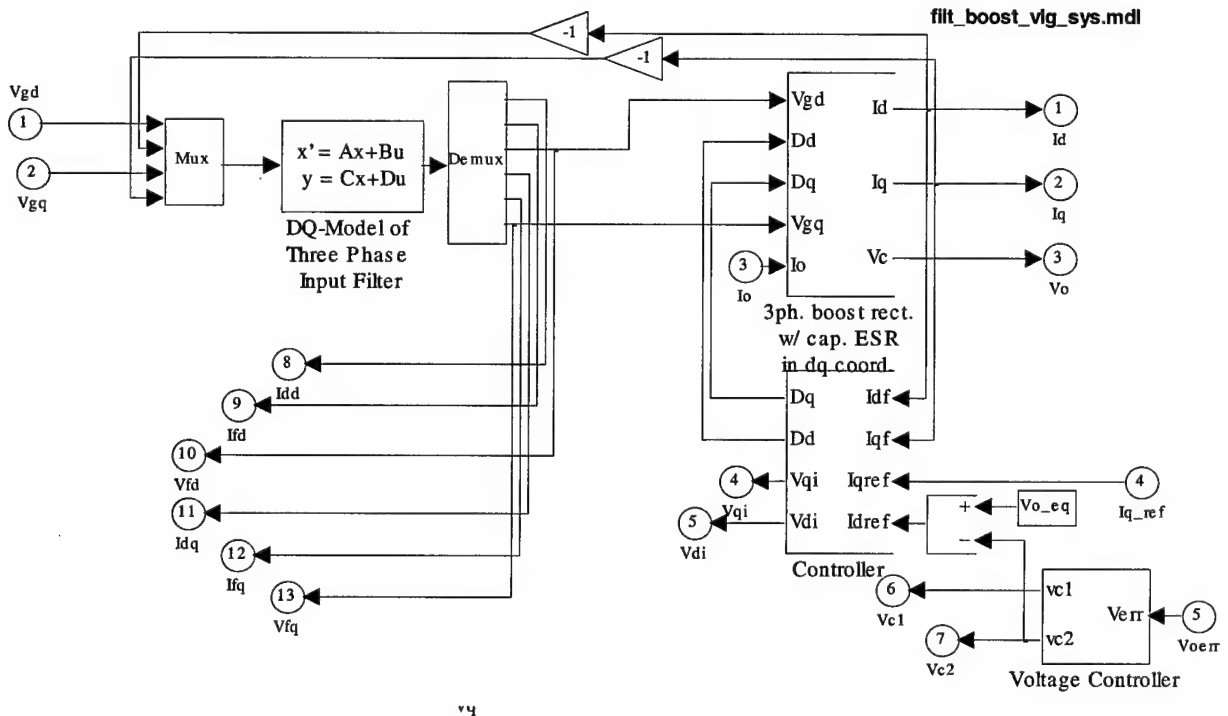 filt_boost_vlg_sys.mdl
-1
-1
Vgd
1
2
Vgq
Mux
x' = Ax+Bu
y = Cx+Du
DQ-Model of
Three Phase
Input Filter
Demux
Vgd
Dd
Dq
Vgq
Io
Id
Iq
Vc
3
Io
3ph. boost rect.
w/ cap. ESR
in dq coord.
1
Id
2
Iq
3
Vo
8
Idd
9
Ifd
10
Vfd
11
Idq
12
Ifq
13
Vfq
Dq
Dd
Vqi
Vdi
Idf
Iqf
Iqref
Idref
Controller
4
Vqi
5
Vdi
+
-
Vo_eq
4
Iq_ref
6
Vc1
7
Vc2
vc1
vc2
Verr
Voltage Controller
5
Voerr